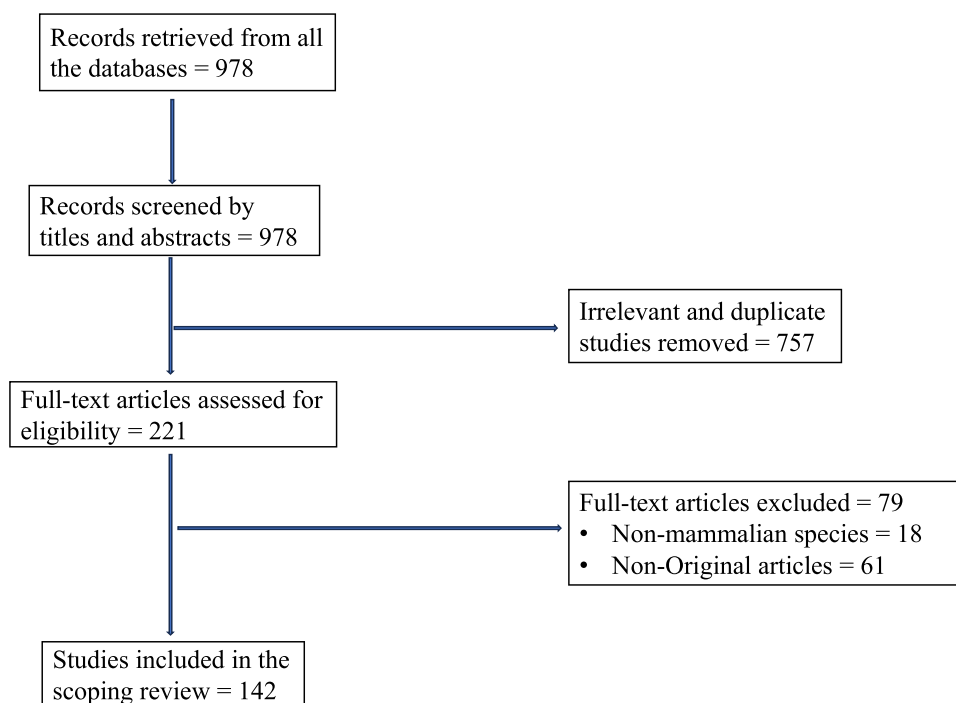 Records retrieved from all
the databases = 978
Records screened by
titles and abstracts = 978
Irrelevant and duplicate
studies removed = 757
Full-text articles assessed for
eligibility = 221
Full-text articles excluded = 79
• Non-mammalian species = 18
• Non-Original articles = 61
Studies included in the
scoping review = 142